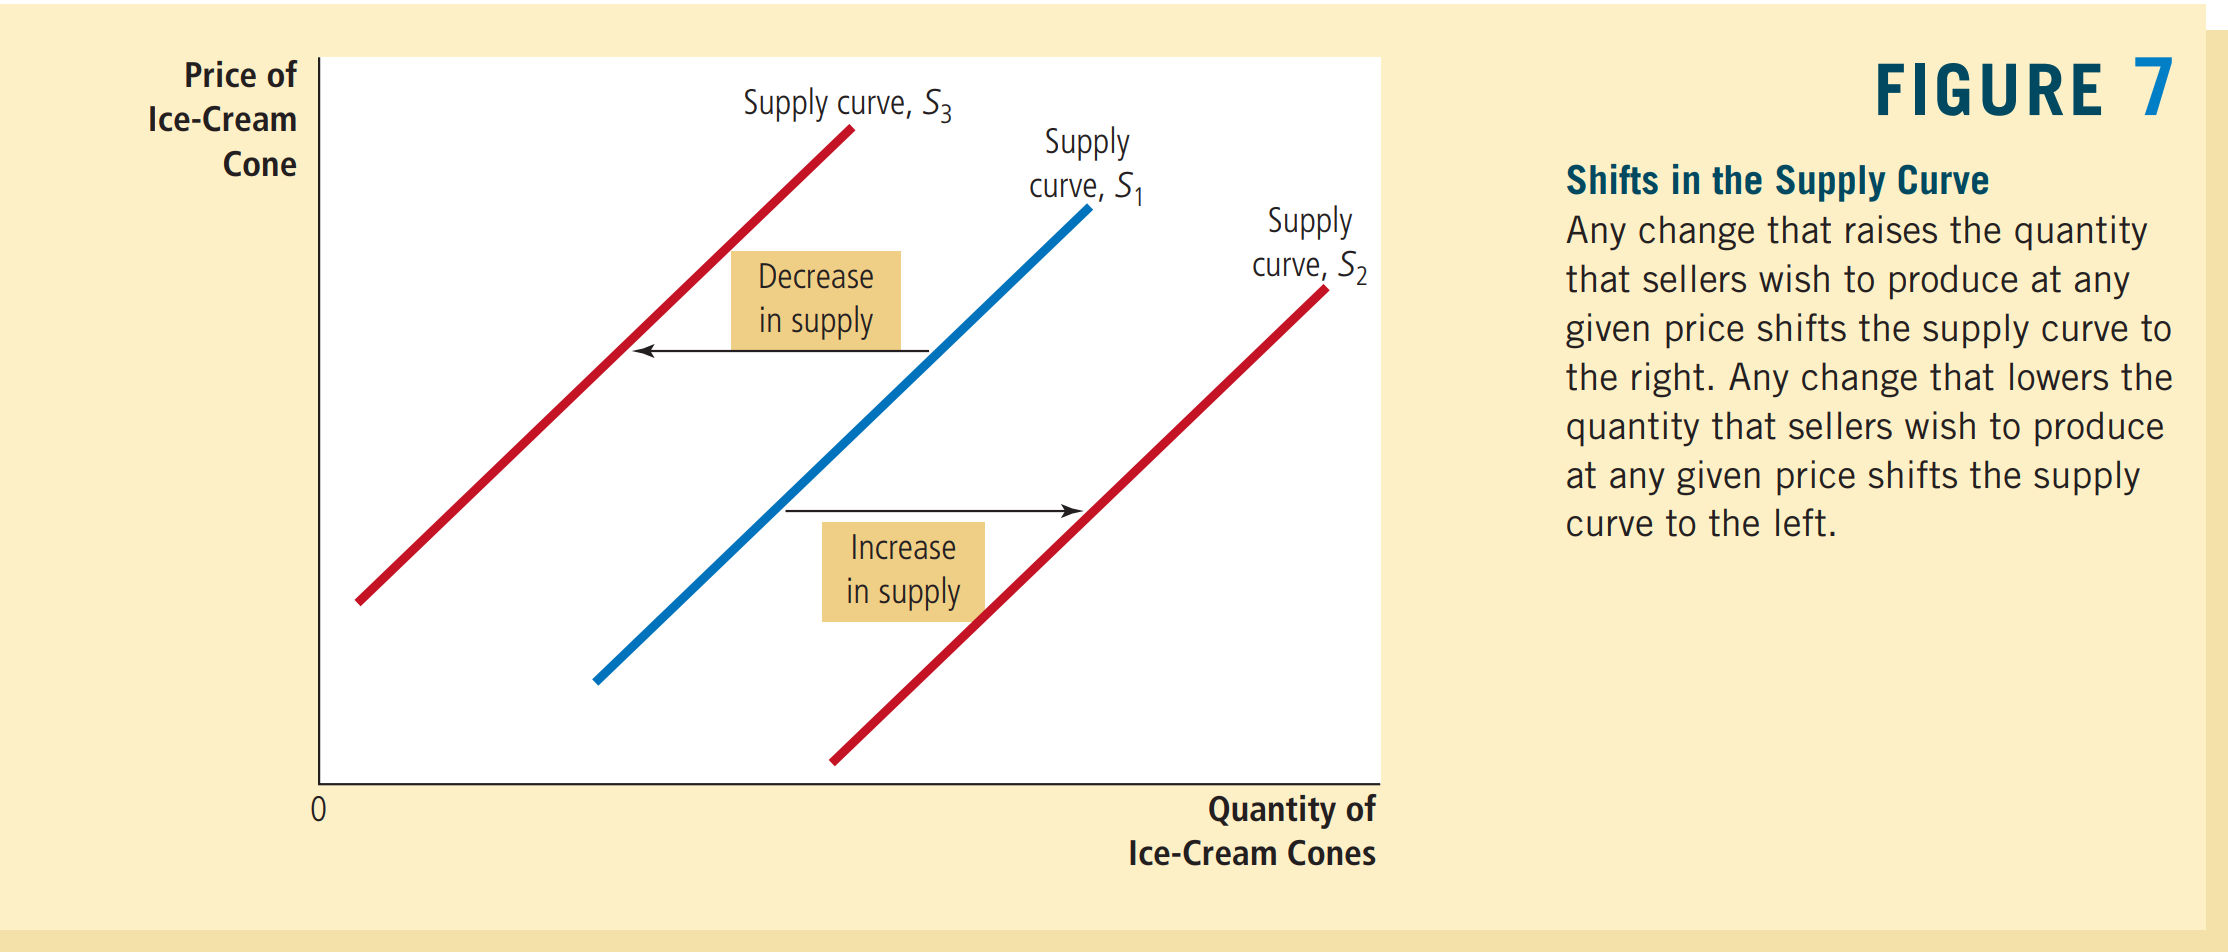 Price of
Ice-Cream
Cone
Supply curve, S3
Supply
curve, S1
Supply
curve, S2
Decrease
in supply
Increase
in supply
0
Quantity of
Ice-Cream Cones
FIGURE 7
Shifts in the Supply Curve
Any change that raises the quantity
that sellers wish to produce at any
given price shifts the supply curve to
the right. Any change that lowers the
quantity that sellers wish to produce
at any given price shifts the supply
curve to the left.